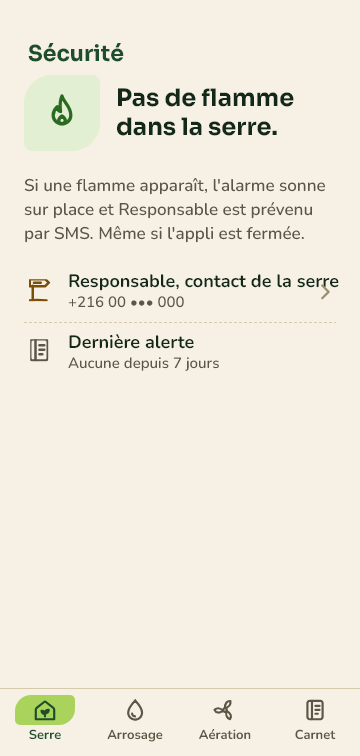 Sécurité
Pas de flamme
dans la serre.
Si une flamme apparaît, l'alarme sonne
sur place et Responsable est prévenu
par SMS. Même si l'appli est fermée.
Responsable, contact de la serre
+216 00 ••• 000
Dernière alerte
Aucune depuis 7 jours
Serre
Arrosage
Aération
Carnet